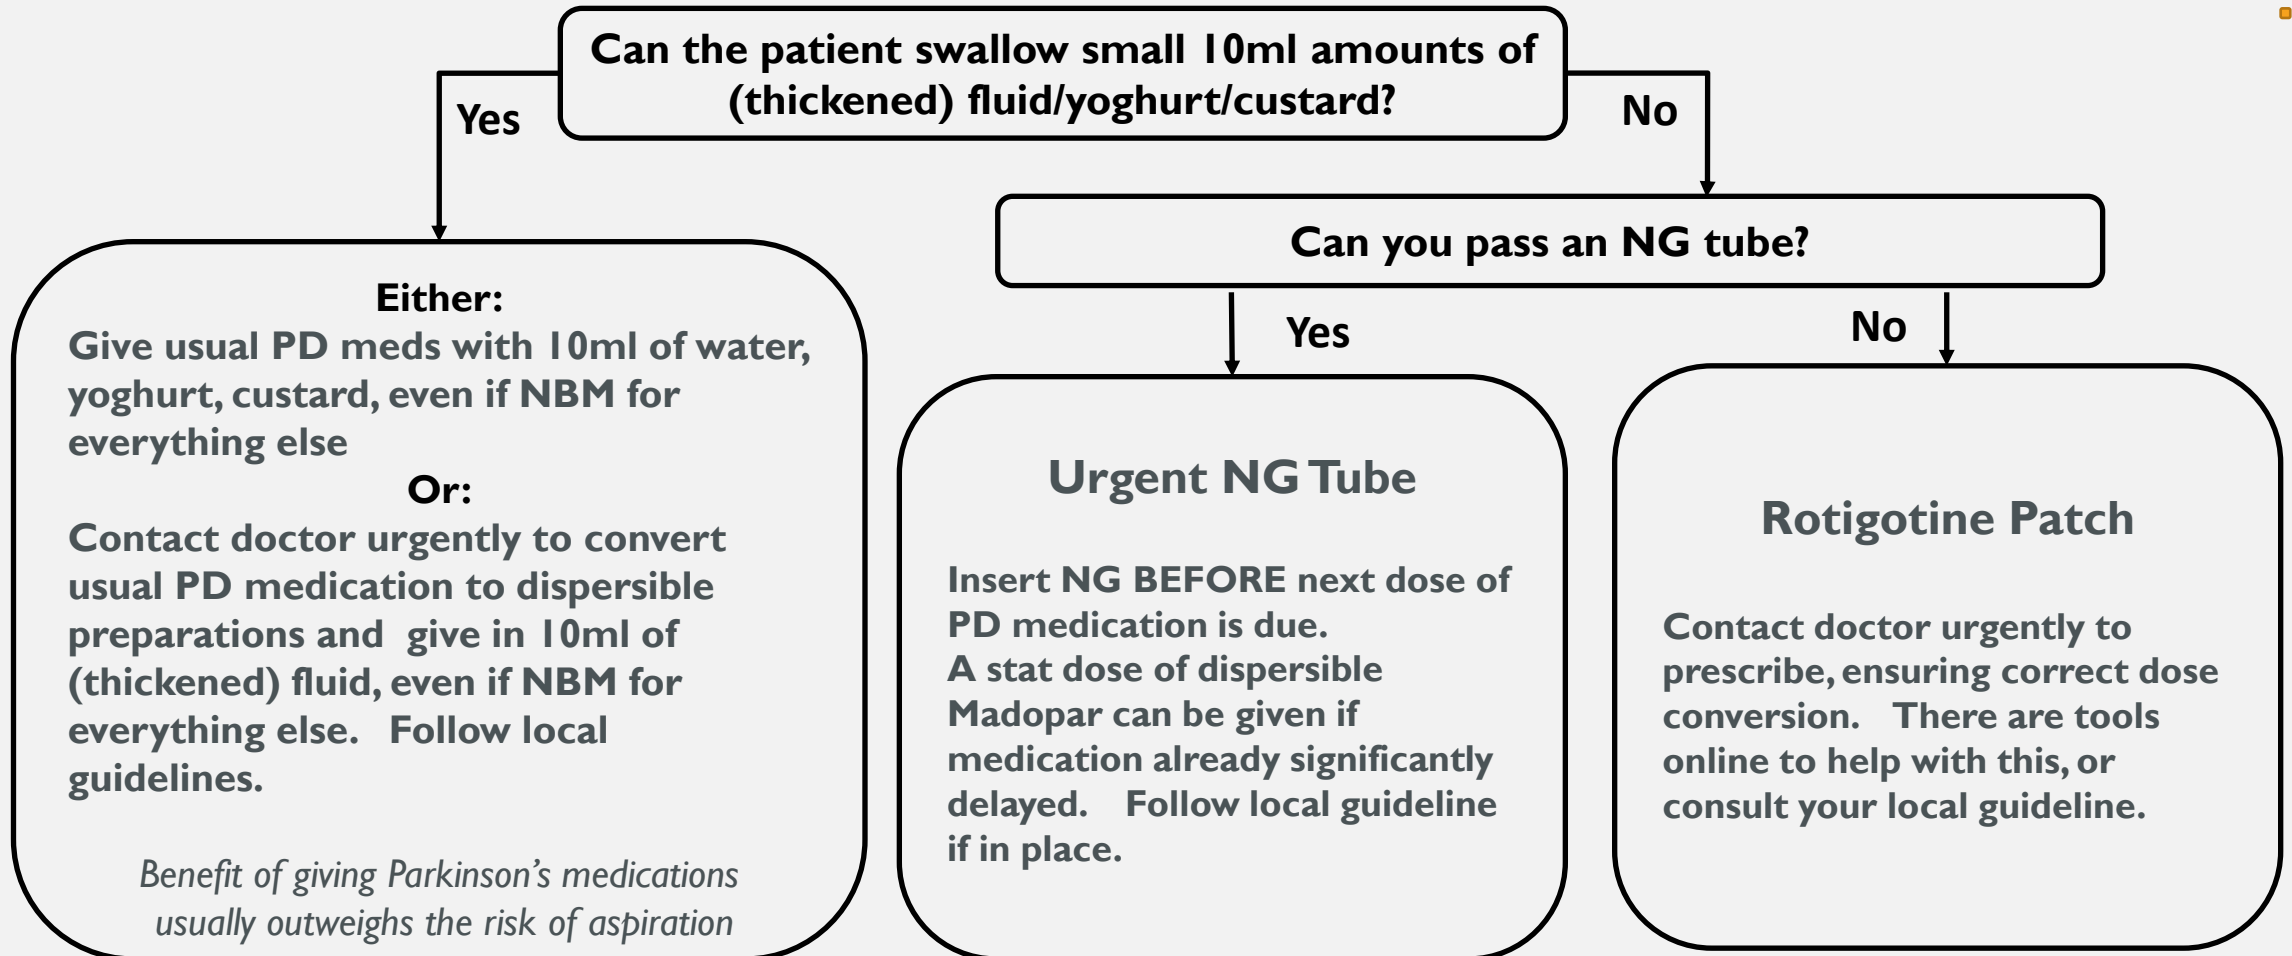 Can the patient swallow small 10ml amounts of
(thickened) fluid/yoghurt/custard?
Yes
No
Can you pass an NG tube?
Yes
No
Either:
Give usual PD meds with 10ml of water,
yoghurt, custard, even if NBM for
everything else
Or:
Contact doctor urgently to convert
usual PD medication to dispersible
preparations and give in 10ml of
(thickened) fluid, even if NBM for
everything else. Follow local
guidelines.
Benefit of giving Parkinson's medications
usually outweighs the risk of aspiration
Urgent NG Tube
Insert NG BEFORE next dose of
PD medication is due.
A stat dose of dispersible
Madopar can be given if
medication already significantly
delayed. Follow local guideline
if in place.
Rotigotine Patch
Contact doctor urgently to
prescribe, ensuring correct dose
conversion. There are tools
online to help with this, or
consult your local guideline.